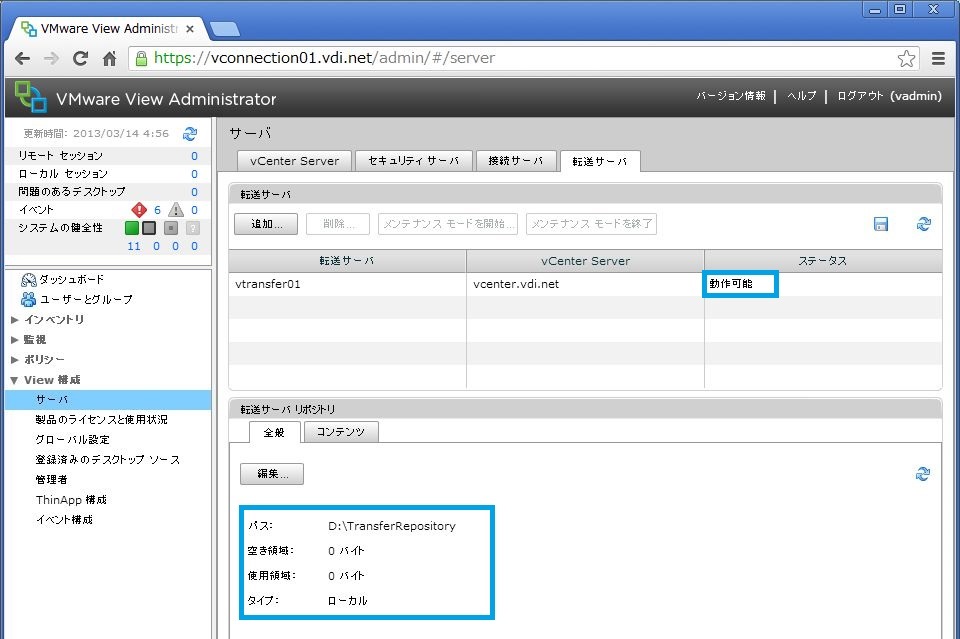 VMware View Administr
https://vconnection01.vdi.net/admin/#/server
VMware View Administrator
バージョン情報 | ヘルプ | ログアウト (vadmin)
更新時間: 2013/03/14 4:56
リモート セッション 0
ローカル セッション 0
問題のあるデスクトップ 0
イベント 6 0
システムの健全性 ?
11 0 0 0
ダッシュボード
ユーザーとグループ
インベントリ
監視
ポリシー
View 構成
サーバ
製品のライセンスと使用状況
グローバル設定
登録済みのデスクトップ ソース
管理者
ThinApp 構成
イベント構成
サーバ
vCenter Server セキュリティ サーバ 接続サーバ 転送サーバ
転送サーバ
追加... 削除... メンテナンス モードを開始... メンテナンス モードを終了
転送サーバ vCenter Server ステータス
vtransfer01 vcenter.vdi.net 動作可能
転送サーバ リポジトリ
全般 コンテンツ
編集...
パス: D:\TransferRepository
空き領域: 0 バイト
使用領域: 0 バイト
タイプ: ローカル